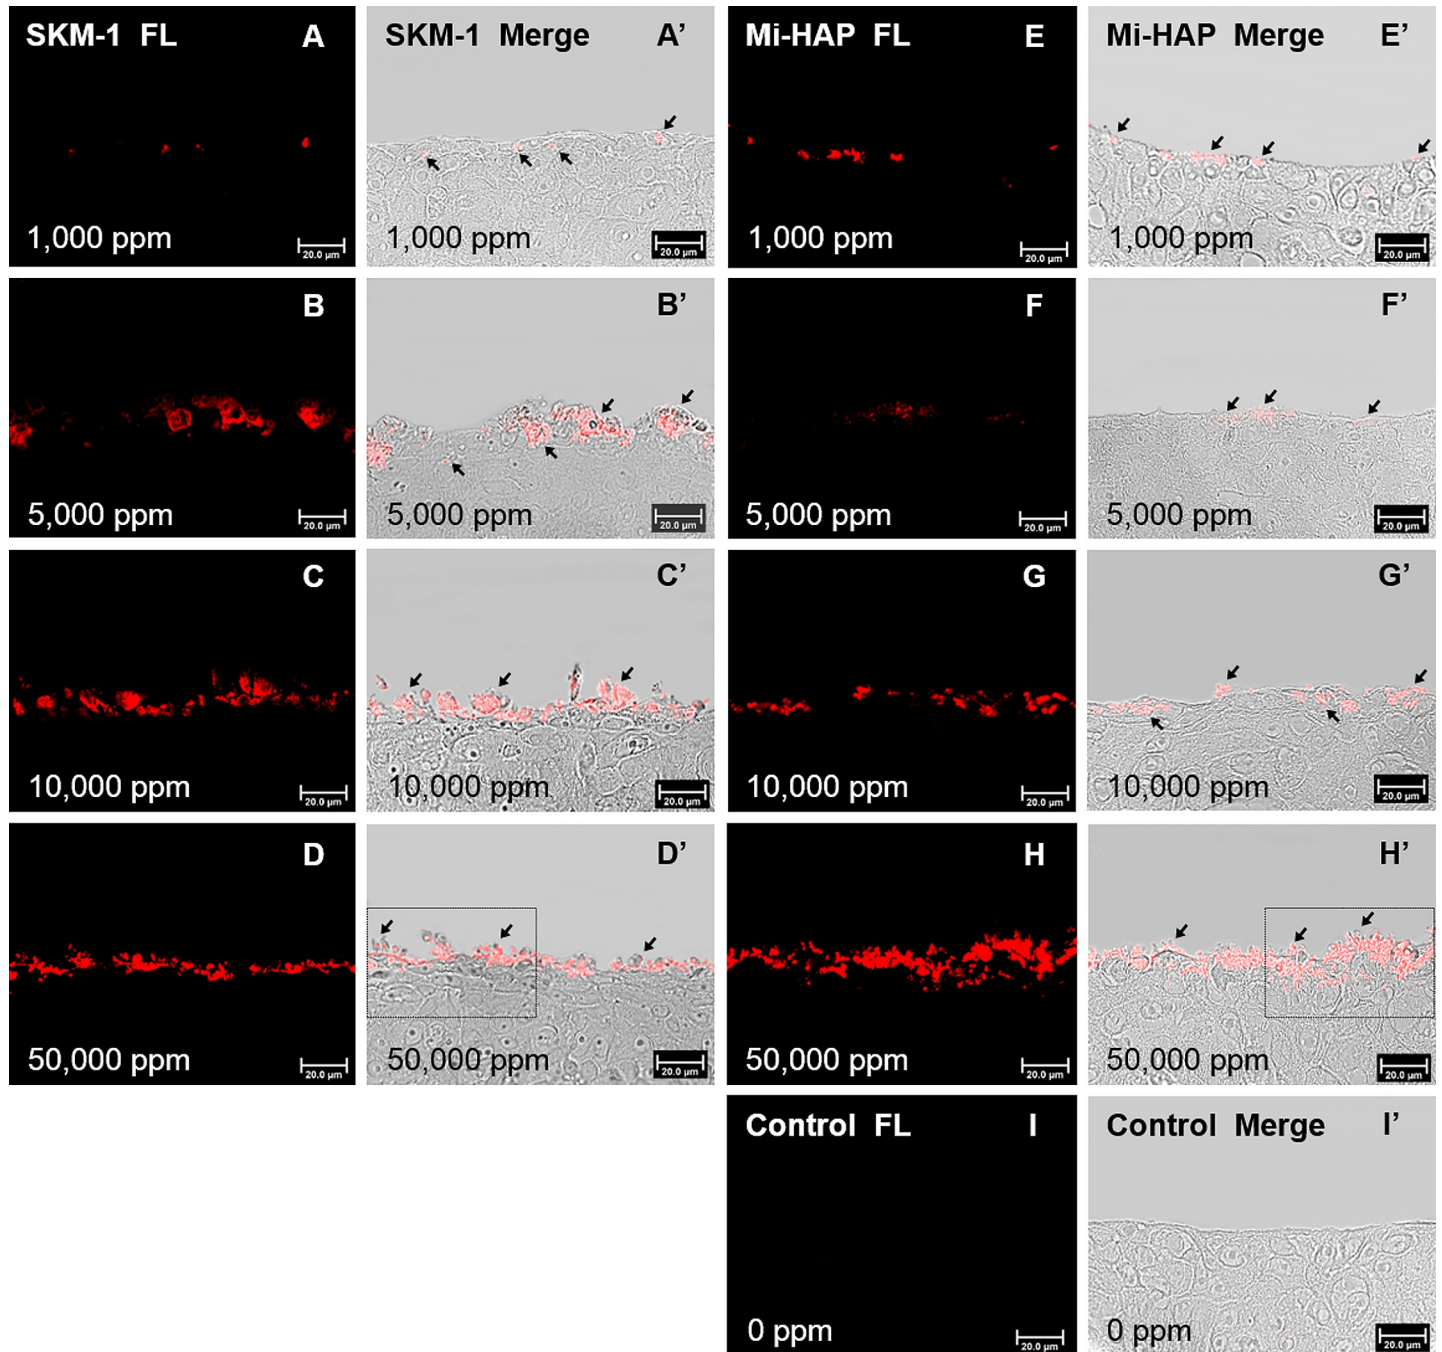 SKM-1 FL A
1,000 ppm
20.0 µm
SKM-1 Merge A’
1,000 ppm
20.0 µm
Mi-HAP FL E
1,000 ppm
20.0 µm
Mi-HAP Merge E’
1,000 ppm
20.0 µm
B
5,000 ppm
20.0 µm
B’
5,000 ppm
20.0 µm
F
5,000 ppm
20.0 µm
F’
5,000 ppm
20.0 µm
C
10,000 ppm
20.0 µm
C’
10,000 ppm
20.0 µm
G
10,000 ppm
20.0 µm
G’
10,000 ppm
20.0 µm
D
50,000 ppm
20.0 µm
D’
50,000 ppm
20.0 µm
H
50,000 ppm
20.0 µm
H’
50,000 ppm
20.0 µm
Control FL I
0 ppm
20.0 µm
Control Merge I’
0 ppm
20.0 µm